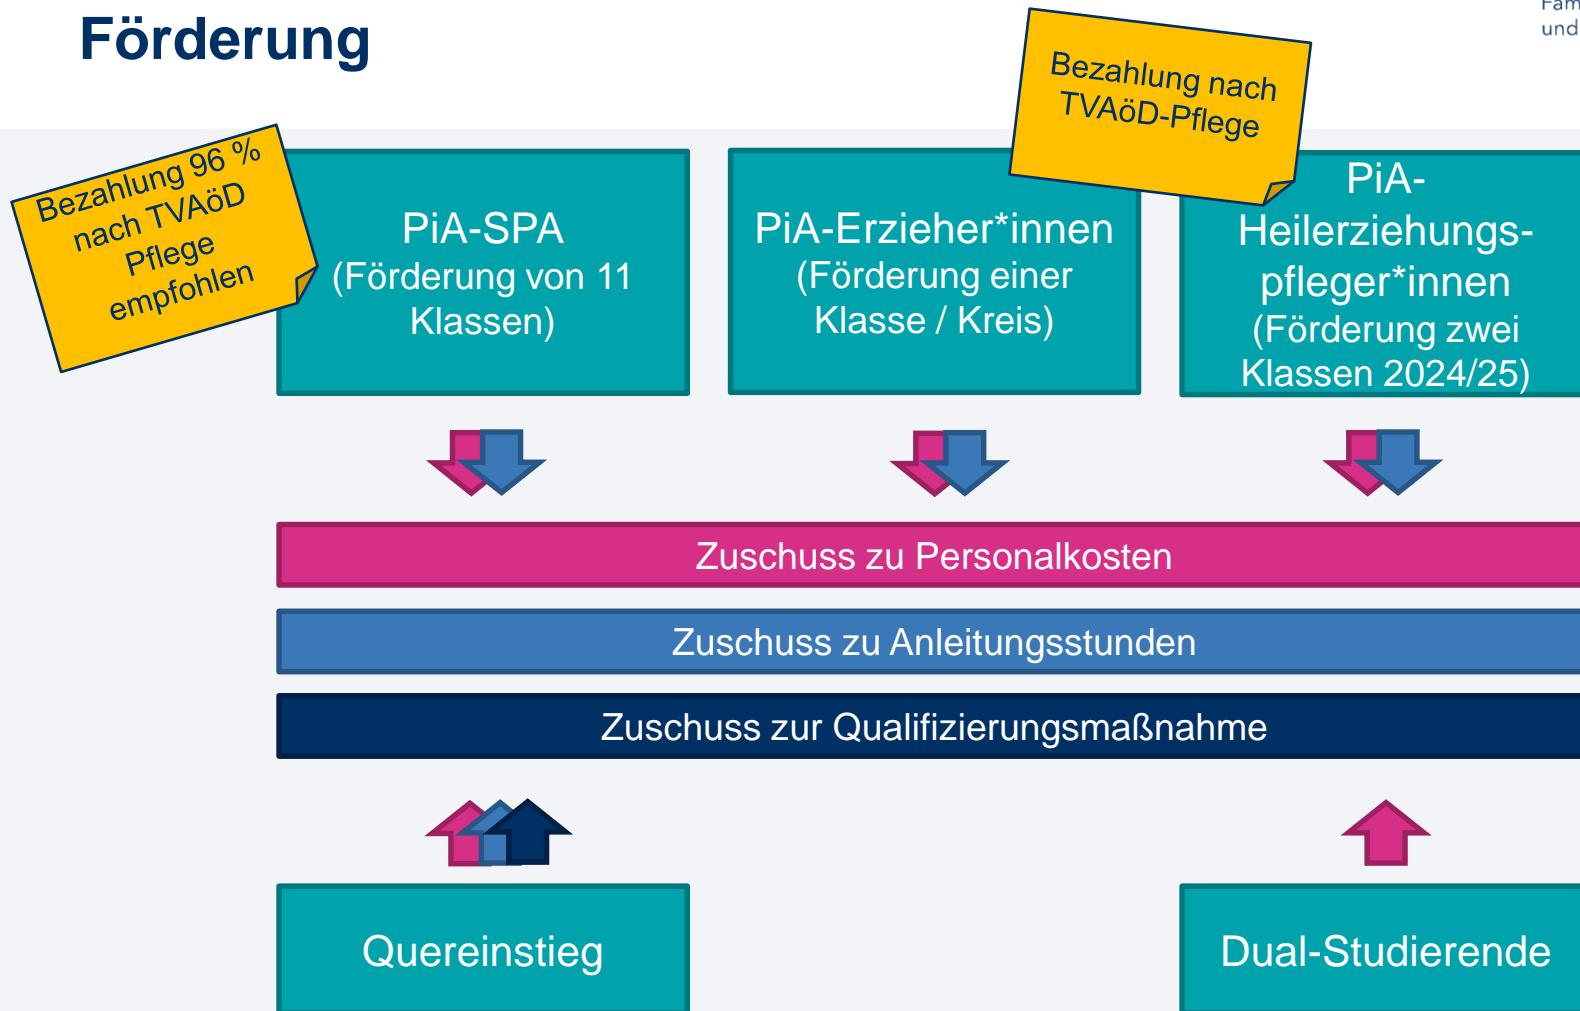 Förderung
Fam
und
Bezahlung nach
TVAöD-Pflege
Bezahlung 96 %
nach TVAöD
Pflege
empfohlen
PiA-SPA
(Förderung von 11
Klassen)
PiA-Erzieher*innen
(Förderung einer
Klasse / Kreis)
PiA-
Heilerziehungs-
pfleger*innen
(Förderung zwei
Klassen 2024/25)
Zuschuss zu Personalkosten
Zuschuss zu Anleitungsstunden
Zuschuss zur Qualifizierungsmaßnahme
Quereinstieg
Dual-Studierende